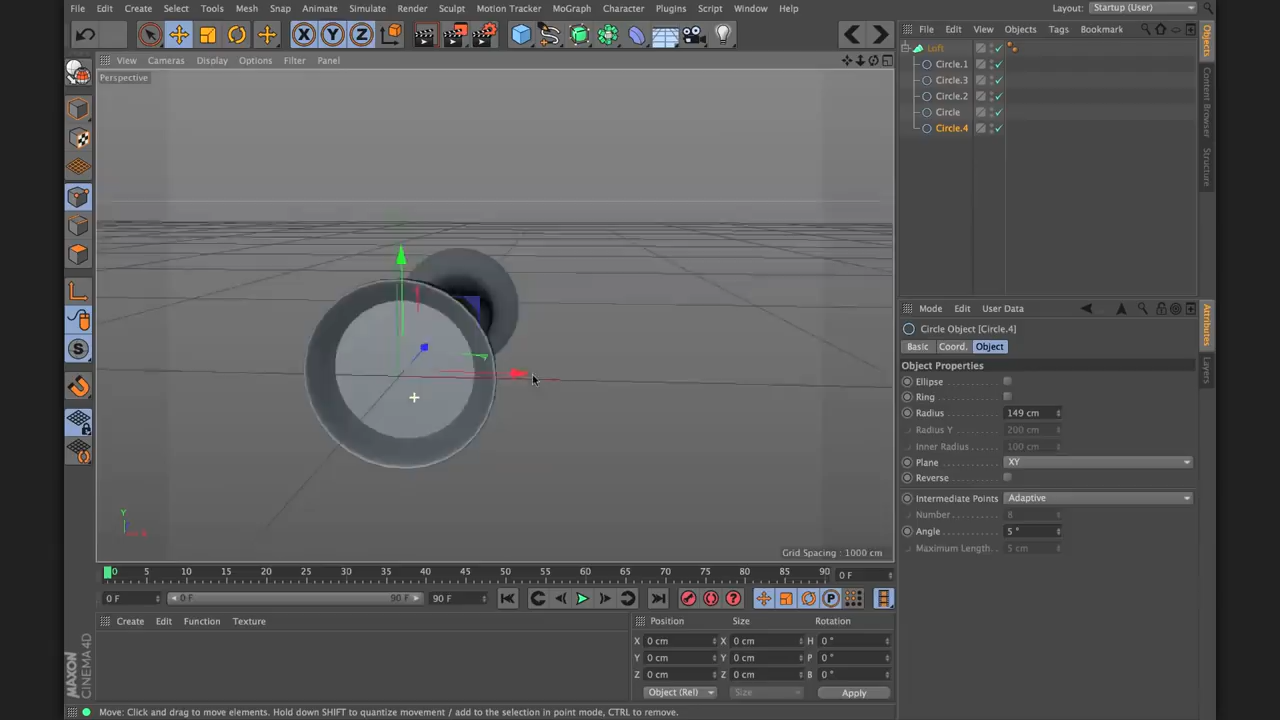 File Edit Create Select Tools Mesh Snap Animate Simulate Render Sculpt Motion Tracker MoGraph Character Plugins Script Window Help
Layout: Startup (User)
File Edit View Objects Tags Bookmark
View Cameras Display Options Filter Panel
Perspective
Loft
Circle.1
Circle.3
Circle.2
Circle
Circle.4
Objects
Content Browser
Structure
Mode Edit User Data
Circle Object [Circle.4]
Basic Coord. Object
Object Properties
Ellipse
Ring
Radius 149 cm
Radius Y 200 cm
Inner Radius 100 cm
Plane XY
Reverse
Intermediate Points Adaptive
Number 8
Angle 5 °
Maximum Length. 5 cm
Attributes
Layers
Y
Grid Spacing : 1000 cm
0 5 10 15 20 25 30 35 40 45 50 55 60 65 70 75 80 85 90 0 F
0 F 0 F 90 F 90 F
Create Edit Function Texture
Position Size Rotation
X 0 cm X 0 cm H 0 °
Y 0 cm Y 0 cm P 0 °
Z 0 cm Z 0 cm B 0 °
Object (Rel) Size Apply
MAXON
CINEMA 4D
Move: Click and drag to move elements. Hold down SHIFT to quantize movement / add to the selection in point mode, CTRL to remove.